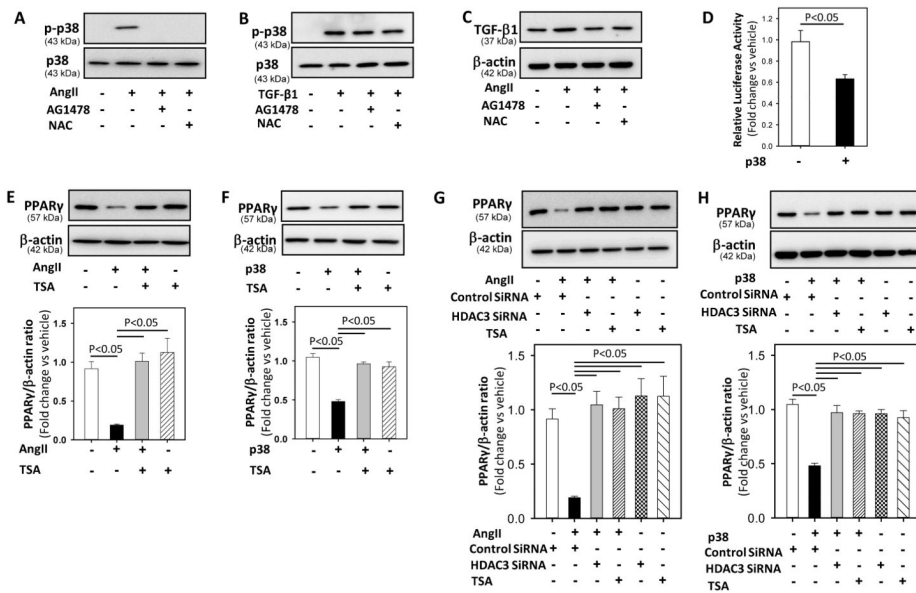 A
p-p38
(43 kDa)
p38
(43 kDa)
AngII - + + +
AG1478 - - + -
NAC - - - +
B
p-p38
(43 kDa)
p38
(43 kDa)
TGF-β1 - + + +
AG1478 - - + -
NAC - - - +
C
TGF-β1
(37 kDa)
β-actin
(42 kDa)
AngII - + + +
AG1478 - - + -
NAC - - - +
D
Relative Luciferase Activity
(Fold change vs vehicle)
P<0.05
1.0
0.8
0.6
0.4
0.2
0.0
p38 - +
E
PPARγ
(57 kDa)
β-actin
(42 kDa)
AngII - + + -
TSA - - + +
PPARγ/β-actin ratio
(Fold change vs vehicle)
1.5
1.0
0.5
0.0
P<0.05
P<0.05
AngII - + + -
TSA - - + +
F
PPARγ
(57 kDa)
β-actin
(42 kDa)
p38 - + + -
TSA - - + +
PPARγ/β-actin ratio
(Fold change vs vehicle)
1.5
1.0
0.5
0.0
P<0.05
P<0.05
p38 - + + -
TSA - - + +
G
PPARγ
(57 kDa)
β-actin
(42 kDa)
AngII - + + + - -
Control SiRNA + + - - - -
HDAC3 SiRNA - - + - + -
TSA - - - + - +
PPARγ/β-actin ratio
(Fold change vs vehicle)
1.5
1.0
0.5
0.0
P<0.05
P<0.05
AngII - + + + - -
Control SiRNA + + - - - -
HDAC3 SiRNA - - + - + -
TSA - - - + - +
H
PPARγ
(57 kDa)
β-actin
(42 kDa)
p38 - + + + - -
Control SiRNA + + - - - -
HDAC3 SiRNA - - + - + -
TSA - - - + - +
PPARγ/β-actin ratio
(Fold change vs vehicle)
1.5
1.0
0.5
0.0
P<0.05
P<0.05
p38 - + + + - -
Control SiRNA + + - - - -
HDAC3 SiRNA - - + - + -
TSA - - - + - +